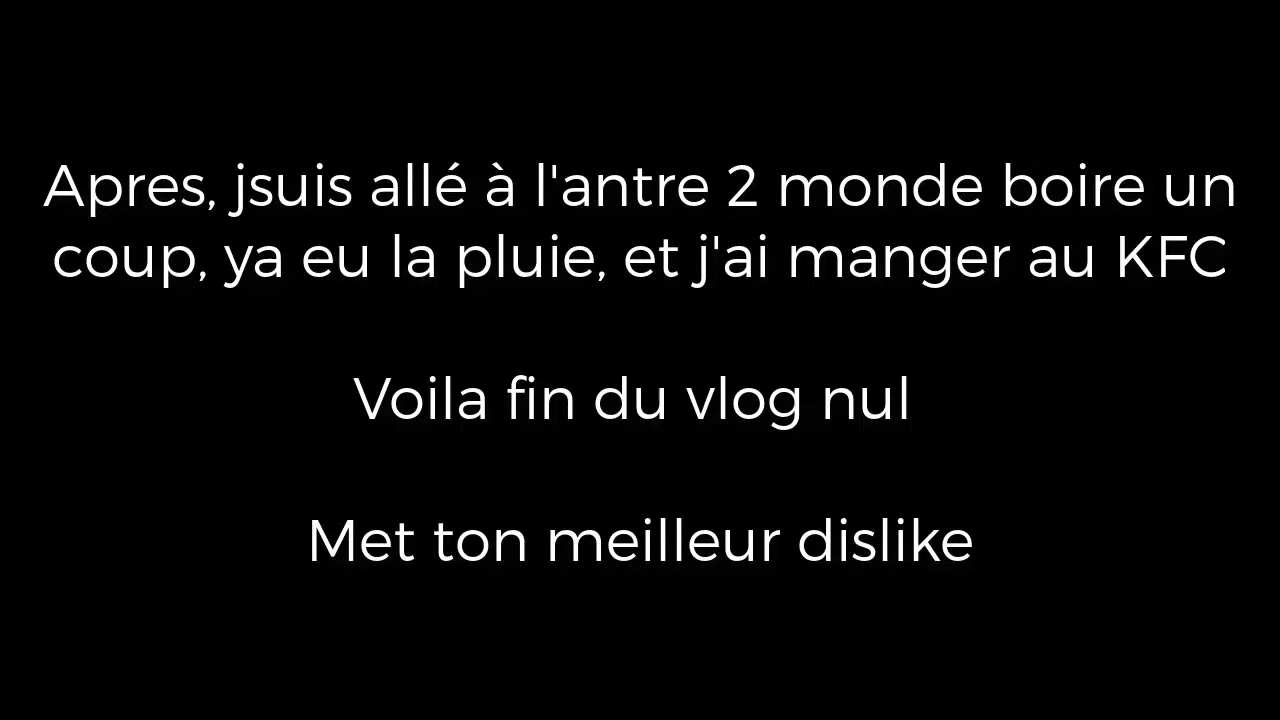 Apres, jsuis allé à l'antre 2 monde boire un
coup, ya eu la pluie, et j'ai manger au KFC
Voila fin du vlog nul
Met ton meilleur dislike